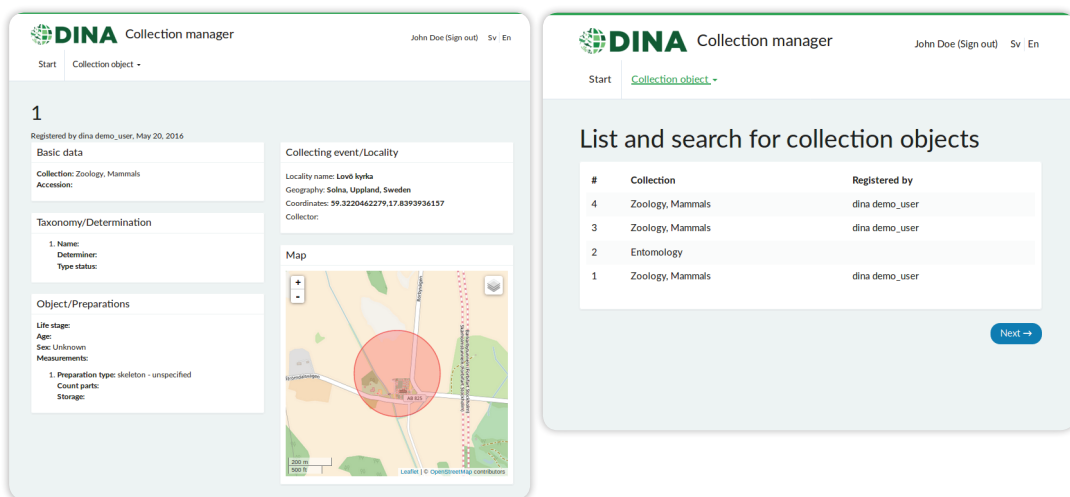 DINA Collection manager
John Doe (Sign out) Sv En
Start Collection object
1
Registered by dina demo_user, May 20, 2016
Basic data
Collection: Zoology, Mammals
Accession:
Taxonomy/Determination
1. Name:
Determiner:
Type status:
Object/Preparations
Life stage:
Age:
Sex: Unknown
Measurements:
1. Preparation type: skeleton - unspecified
Count parts:
Storage:
Collecting event/Locality
Locality name: Lovö kyrka
Geography: Solna, Uppland, Sweden
Coordinates: 59.3220462279,17.8393936157
Collector:
Map
+
-
AB 825
200 m
500 ft
Leaflet | © OpenStreetMap contributors
DINA Collection manager
John Doe (Sign out) Sv En
Start Collection object
List and search for collection objects
# Collection Registered by
4 Zoology, Mammals dina demo_user
3 Zoology, Mammals dina demo_user
2 Entomology
1 Zoology, Mammals dina demo_user
Next →